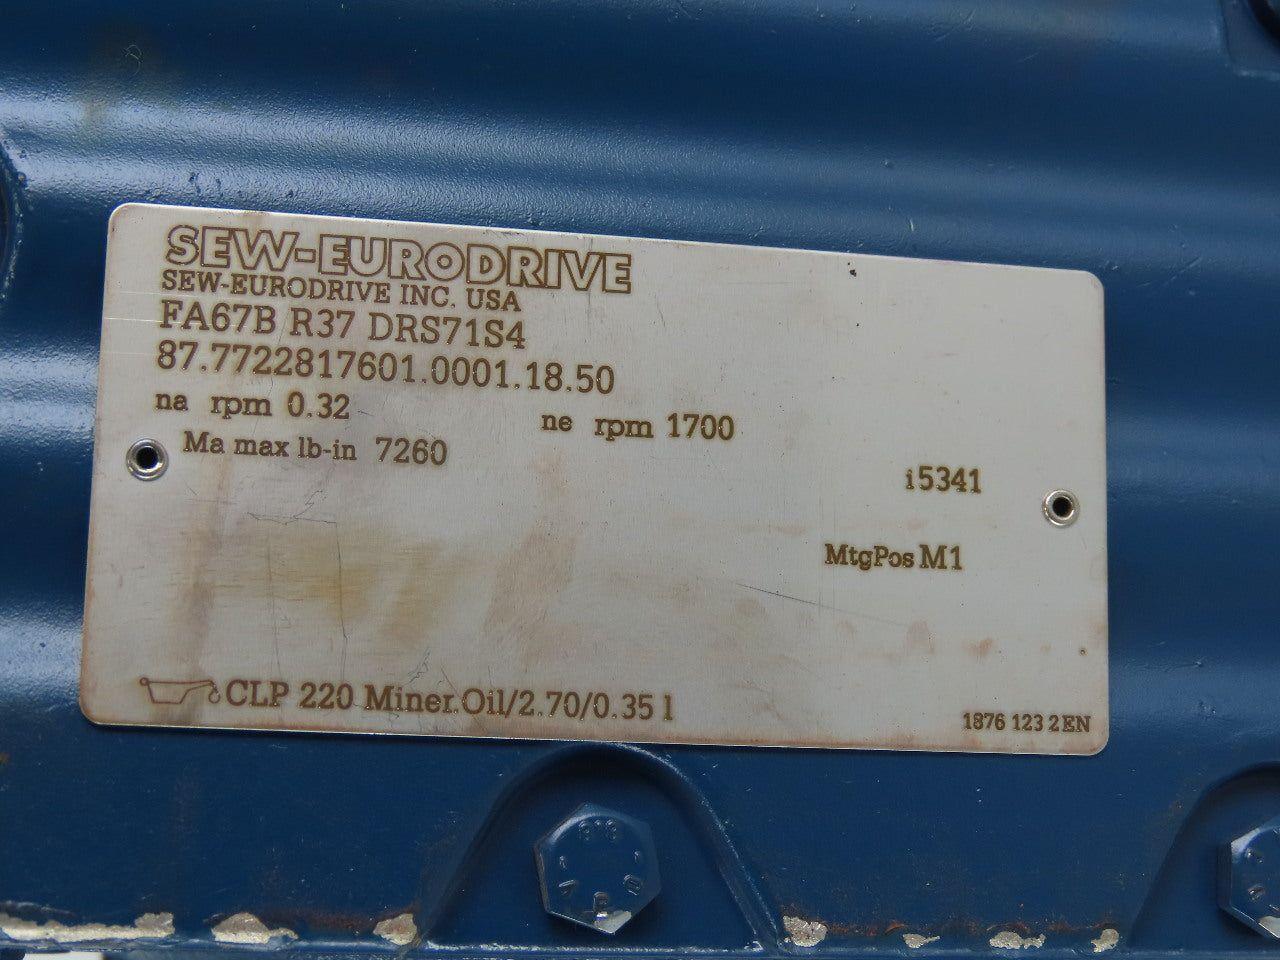 SEW-EURODRIVE
SEW-EURODRIVE INC. USA
FA67B R37 DRS71S4
87.7722817601.0001.18.50
na rpm 0.32 ne rpm 1700
Ma max lb-in 7260
i 5341
MtgPos M1
CLP 220 Miner.Oil/2.70/0.35 l
1876 123 2 EN